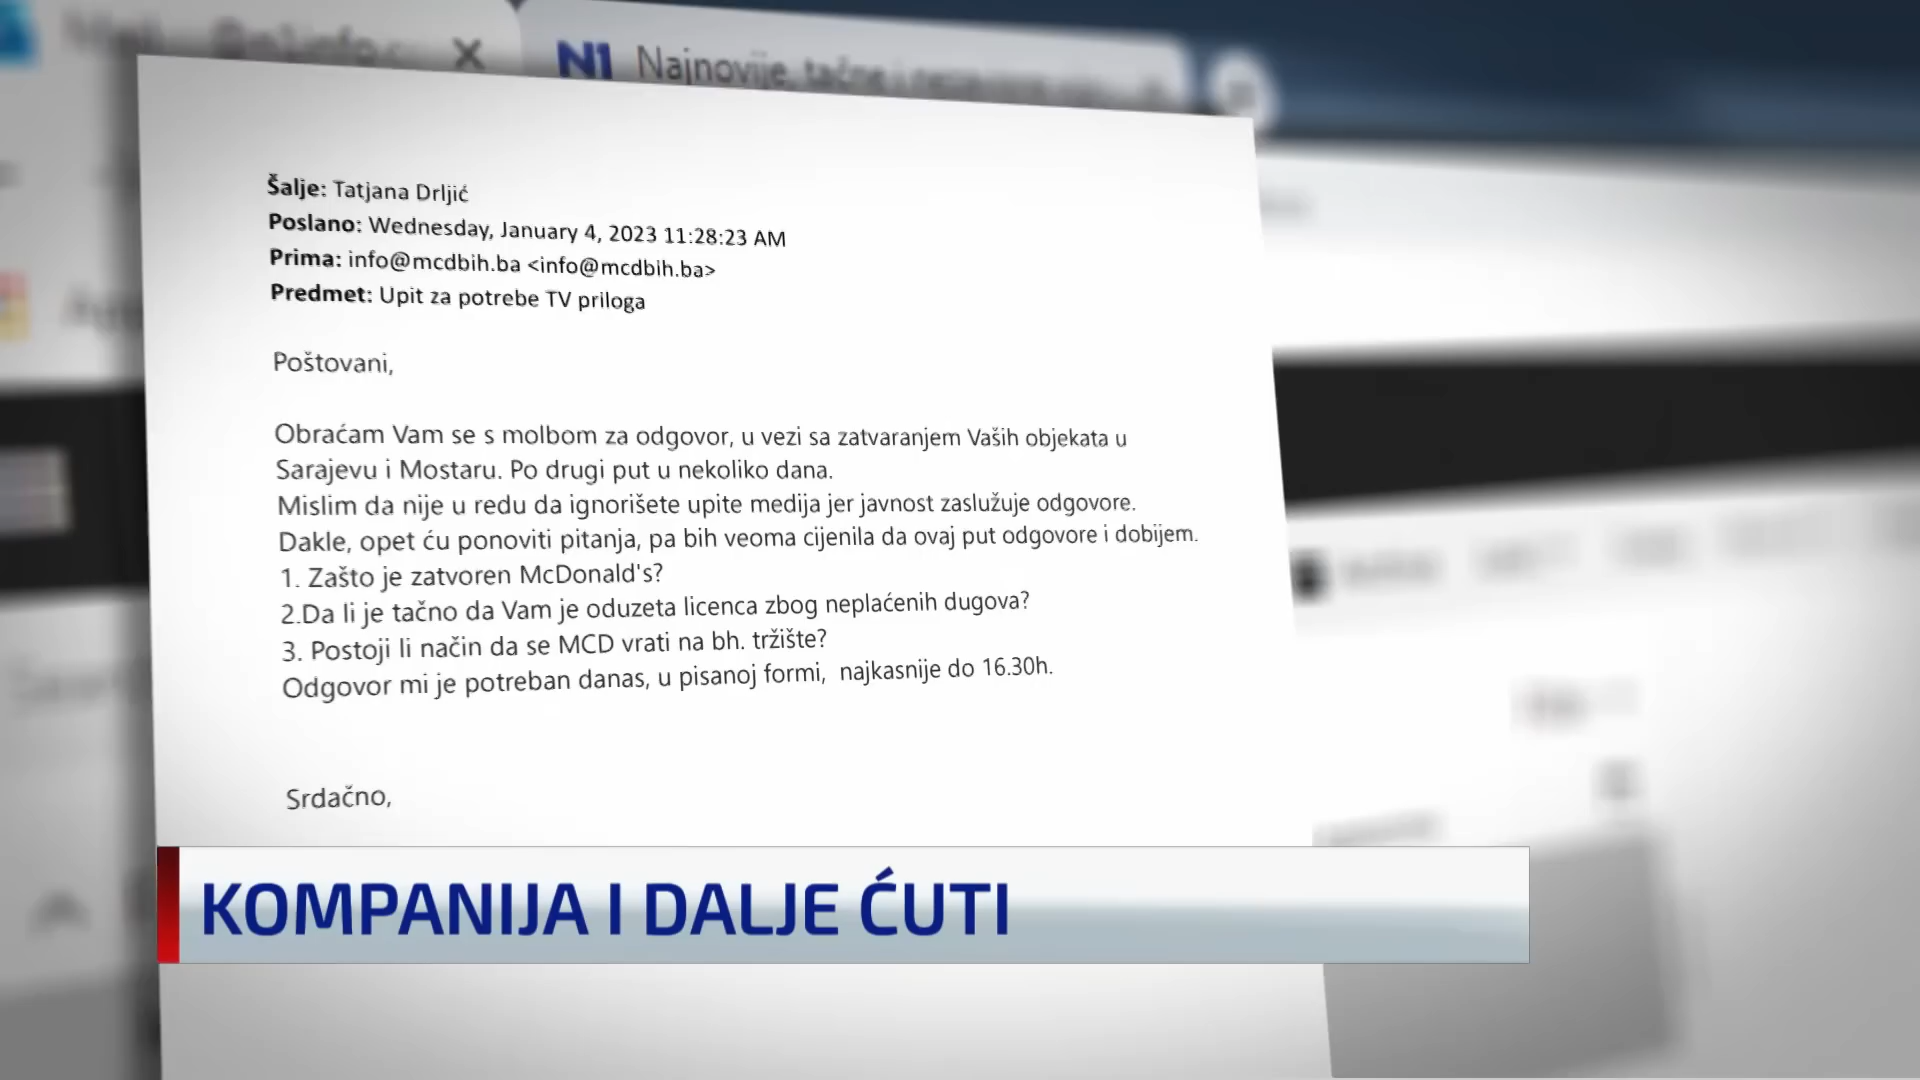 N1 Najnovije, tačne i
Šalje: Tatjana Drljić
Poslano: Wednesday, January 4, 2023 11:28:23 AM
Prima: info@mcdbih.ba <info@mcdbih.ba>
Predmet: Upit za potrebe TV priloga
Poštovani,
Obraćam Vam se s molbom za odgovor, u vezi sa zatvaranjem Vaših objekata u
Sarajevu i Mostaru. Po drugi put u nekoliko dana.
Mislim da nije u redu da ignorišete upite medija jer javnost zaslužuje odgovore.
Dakle, opet ću ponoviti pitanja, pa bih veoma cijenila da ovaj put odgovore i dobijem.
1. Zašto je zatvoren McDonald's?
2.Da li je tačno da Vam je oduzeta licenca zbog neplaćenih dugova?
3. Postoji li način da se MCD vrati na bh. tržište?
Odgovor mi je potreban danas, u pisanoj formi, najkasnije do 16.30h.
Srdačno,
KOMPANIJA I DALJE ĆUTI